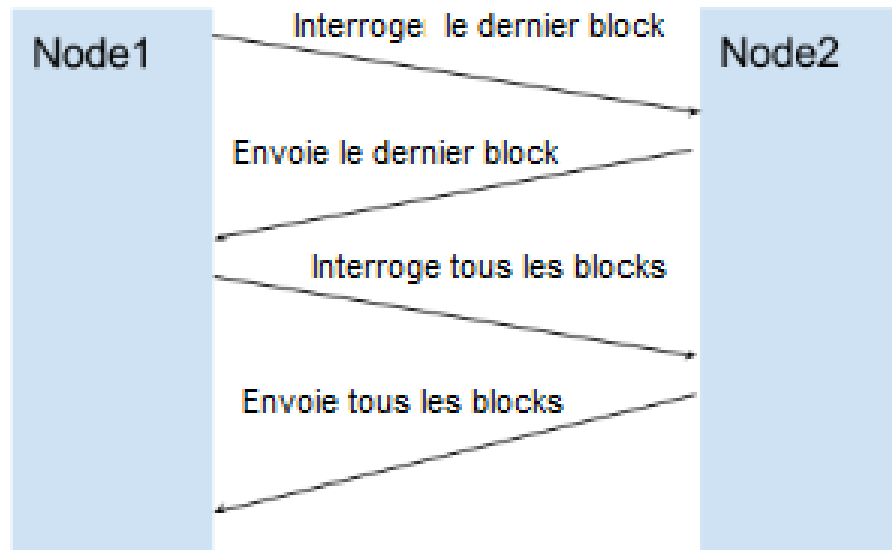 Interroge le dernier block
Node1
Node2
Envoie le dernier block
Interroge tous les blocks
Envoie tous les blocks